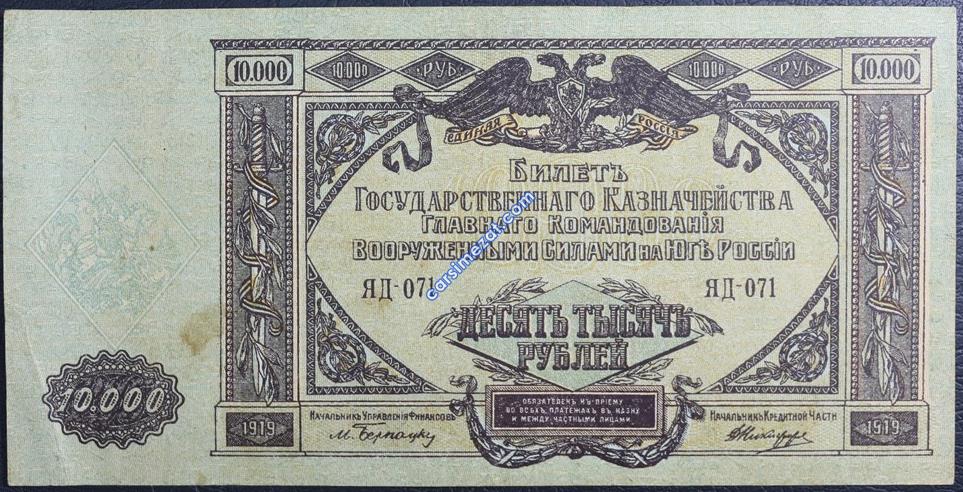 10.000 10.000 РУБ 10.000 РУБ 10.000
ЕДИНАЯ РОССІЯ
БИЛЕТЪ
ГОСУДАРСТВЕННАГО КАЗНАЧЕЙСТВА
ГЛАВНАГО КОМАНДОВАНІЯ
ВООРУЖЕННЫМИ СИЛАМИ НА ЮГѢ РОССІИ
carsimezat.com
ЯД-071 ЯД-071
ДЕСЯТЬ ТЫСЯЧЪ
РУБЛЕЙ
10.000
ОБЯЗАТЕЛЕНЪ КЪ ПРІЕМУ
ВО ВСѢХЪ ПЛАТЕЖАХЪ ВЪ КАЗНУ
И МЕЖДУ ЧАСТНЫМИ ЛИЦАМИ.
НАЧАЛЬНИКЪ УПРАВЛЕНІЯ ФИНАНСОВЪ НАЧАЛЬНИКЪ КРЕДИТНОЙ ЧАСТИ
1919 1919